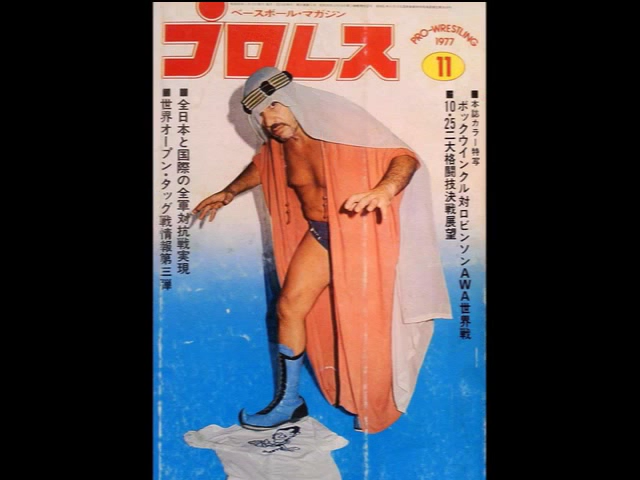 ベースボール・マガジン
プロレス
PRO-WRESTLING
1977
11
■本誌カラー特写
ボックウインクル対ロビンソンAWA世界戦
■10・25二大格闘技決戦展望
■全日本と国際の全軍対抗戦実現
■世界オープン・タッグ戦情報第三弾